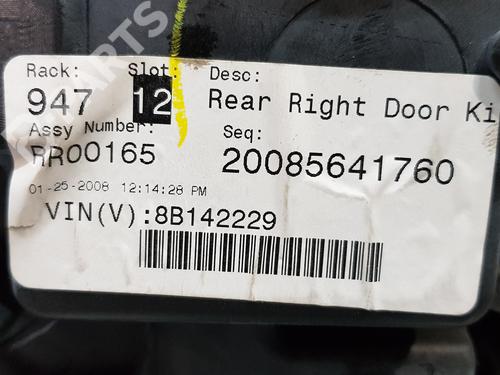 Rack: Slot: Desc:
947 12 Rear Right Door Ki
Assy Number: Seq:
RR00165 20085641760
01-25-2008 12:14:28 PM
VIN(V):8B142229